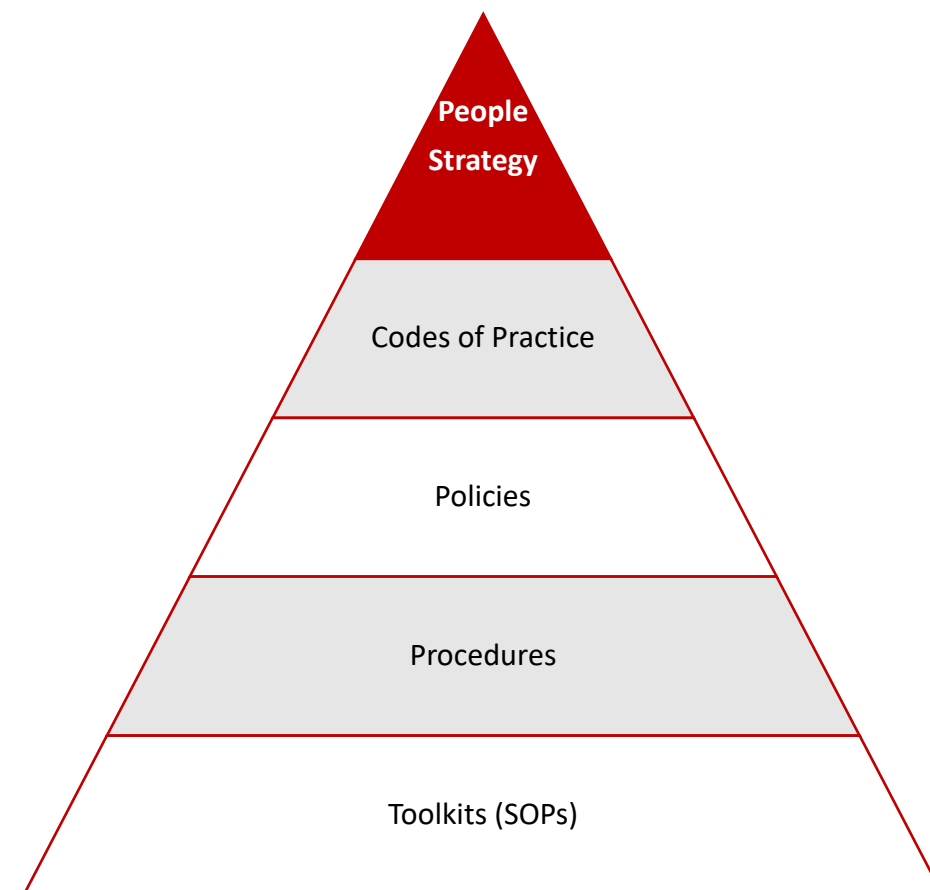 People
Strategy
Codes of Practice
Policies
Procedures
Toolkits (SOPs)